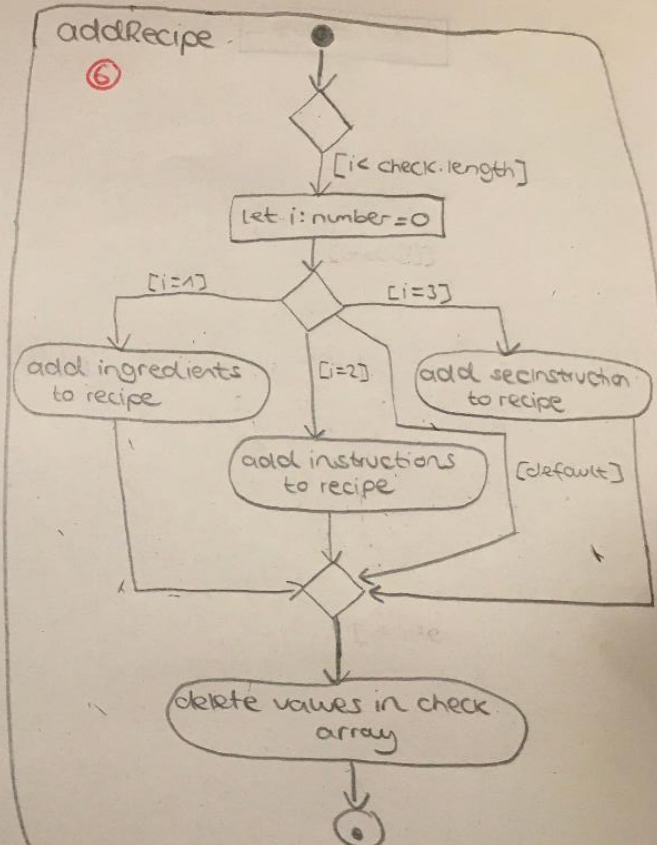 addRecipe
6
[i< check.length]
let i: number = 0
[i=1]
[i=3]
add ingredients
to recipe
[i=2]
add secInstruction
to recipe
add instructions
to recipe
[default]
delete values in check
array